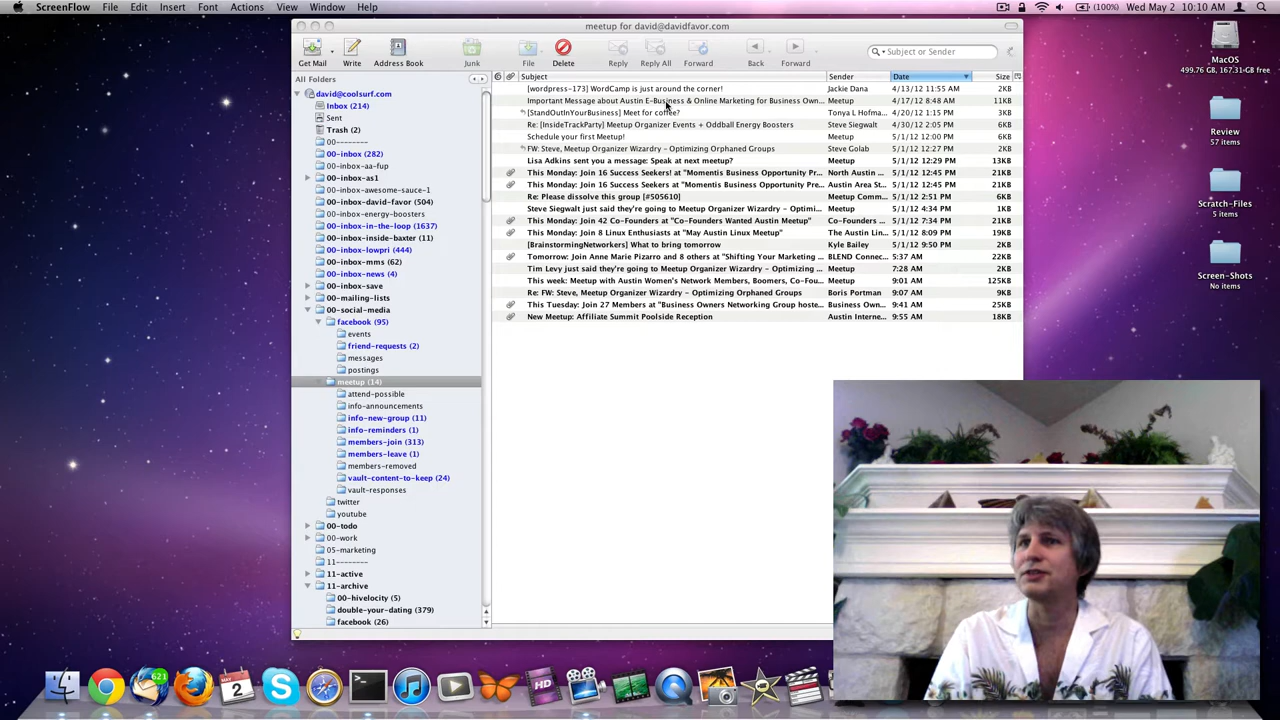 ScreenFlow File Edit Insert Font Actions View Window Help (100%) Wed May 2 10:10 AM
meetup for david@davidfavor.com
Get Mail Write Address Book Junk File Delete Reply Reply All Forward Back Forward Subject or Sender
All Folders
david@coolsurf.com
Inbox (214)
Sent
Trash (2)
00--------
00-inbox (282)
00-inbox-aa-fup
00-inbox-as1
00-inbox-awesome-sauce-1
00-inbox-david-favor (504)
00-inbox-energy-boosters
00-inbox-in-the-field (1637)
00-inbox-inside-baxter (11)
00-inbox-lowpri (444)
00-inbox-mms (62)
00-inbox-news (4)
00-inbox-save
00-mailing-lists
00-social-media
facebook (95)
events
friend-requests (2)
messages
postings
meetup (14)
attend-possible
info-announcements
info-new-group (11)
info-reminders (1)
members-join (313)
members-leave (1)
members-removed
vault-content-to-keep (24)
vault-responses
twitter
youtube
00-todo
00-work
05-marketing
11--------
11-active
11-archive
00-hivelocity (5)
double-your-dating (379)
facebook (26)
Subject Sender Date Size
[wordpress-173] WordCamp is just around the corner! Jackie Dana 4/13/12 11:55 AM 2KB
Important Message about Austin E-Business & Online Marketing for Business Own... Meetup 4/17/12 8:48 AM 11KB
[StandOutinYourBusiness] Meet for coffee? Tonya L Hofma... 4/20/12 1:15 PM 3KB
Re: [InsideTrackParty] Meetup Organizer Events + Oddball Energy Boosters Steve Siegwalt 4/30/12 2:05 PM 6KB
Schedule your first Meetup! Meetup 5/1/12 12:00 PM 6KB
FW: Steve, Meetup Organizer Wizardry - Optimizing Orphaned Groups Steve Golab 5/1/12 12:27 PM 2KB
Lisa Adkins sent you a message: Speak at next meetup? Meetup 5/1/12 12:29 PM 13KB
This Monday: Join 16 Success Seekers! at "Momentis Business Opportunity Pr... North Austin ... 5/1/12 12:45 PM 21KB
This Monday: Join 16 Success Seekers at "Momentis Business Opportunity Pre... Austin Area St... 5/1/12 12:45 PM 21KB
Re: Please dissolve this group [#505610] Meetup Comm... 5/1/12 2:51 PM 6KB
Steve Siegwalt just said they're going to Meetup Organizer Wizardry - Optimi... Meetup 5/1/12 4:34 PM 1KB
This Monday: Join 42 Co-Founders at "Co-Founders Wanted Austin Meetup" Co-Founders ... 5/1/12 7:34 PM 21KB
This Monday: Join 8 Linux Enthusiasts at "May Austin Linux Meetup" The Austin Lin... 5/1/12 8:09 PM 19KB
[BrainstormingNetworkers] What to bring tomorrow Kyle Bailey 5/1/12 9:50 PM 2KB
Tomorrow: Join Anne Marie Pizarro and 8 others at "Shifting Your Marketing ... BLEND Connec... 5:37 AM 22KB
Tim Levy just said they're going to Meetup Organizer Wizardry - Optimizing ... Meetup 7:28 AM 2KB
This week: Meetup with Austin Women's Network Members, Boomers, Co-Fou... Meetup 9:01 AM 125KB
Re: FW: Steve, Meetup Organizer Wizardry - Optimizing Orphaned Groups Boris Portman 9:07 AM 9KB
This Tuesday: Join 27 Members at "Business Owners Networking Group hoste... Business Own... 9:41 AM 25KB
New Meetup: Affiliate Summit Poolside Reception Austin Interne... 9:55 AM 18KB
MacOS
499.76 GB, 167.31 GB free
Review
57 items
Scratch-Files
5 items
Screen-Shots
No items
621
MAY
2
HD